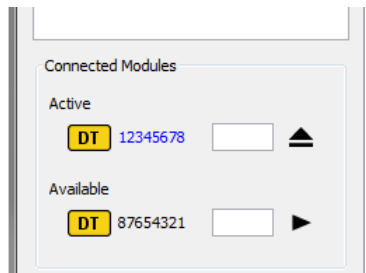 Connected Modules
Active
DT 12345678
Available
DT 87654321